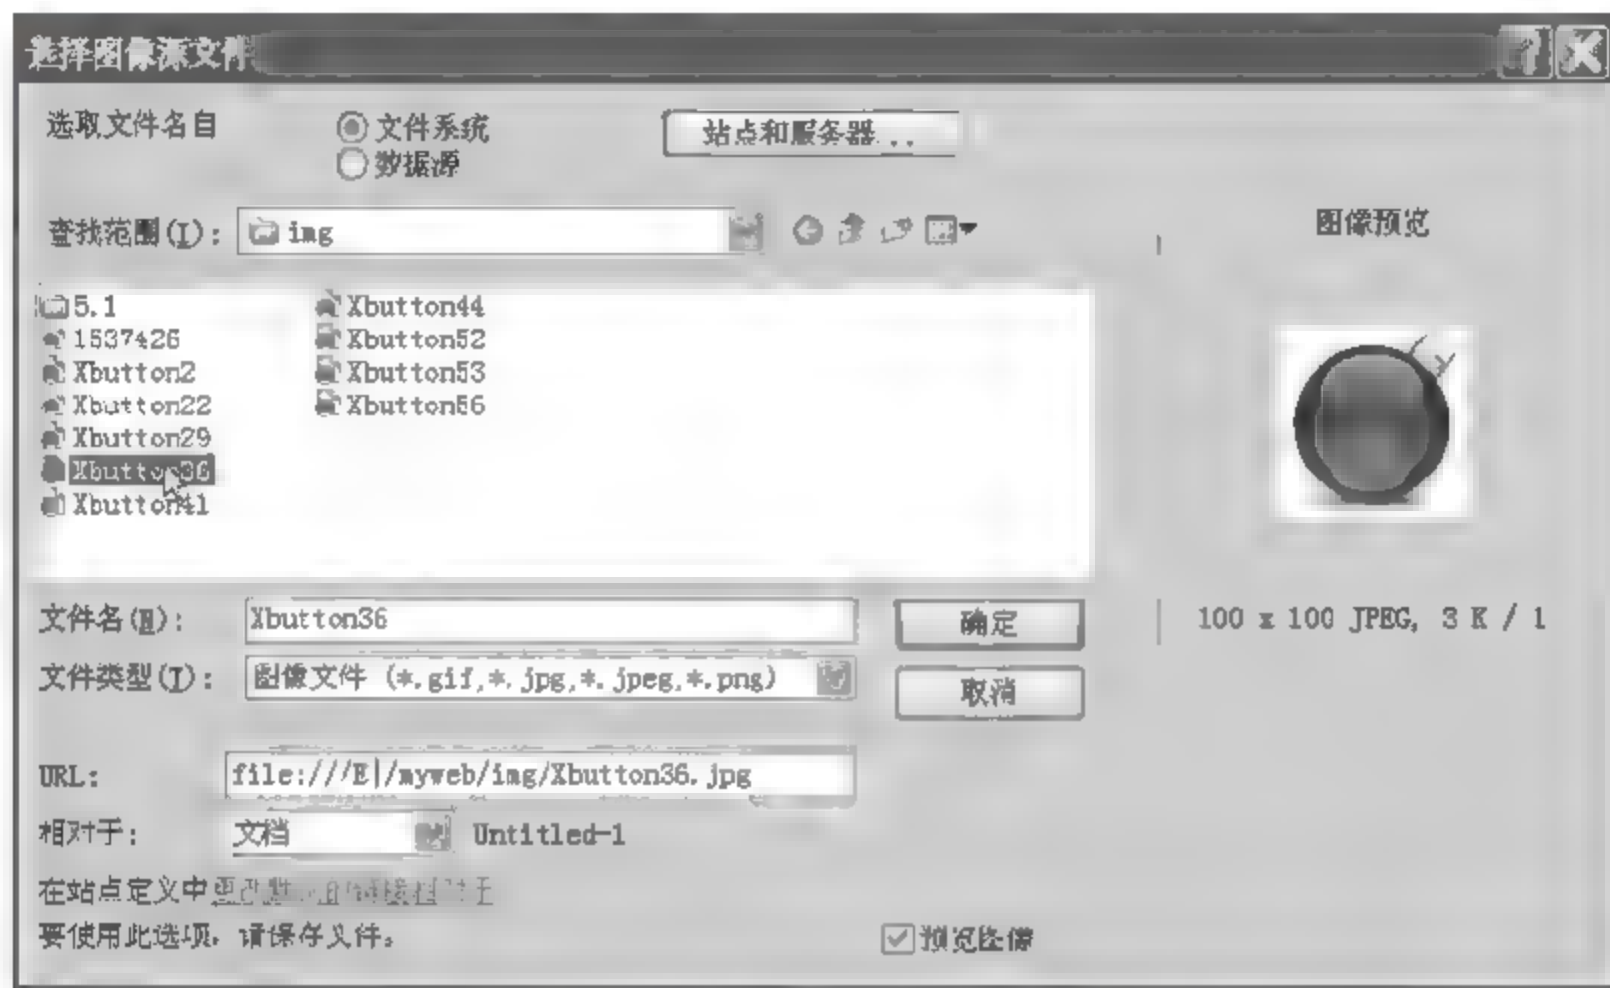 选择图像源文件
选取文件名自
文件系统
数据源
站点和服务器...
查找范围(I):
img
图像预览
5.1
1537426
Xbutton2
Xbutton22
Xbutton29
Xbutton36
Xbutton41
Xbutton44
Xbutton52
Xbutton53
Xbutton56
文件名(N):
Xbutton36
确定
100 x 100 JPEG, 3 K / 1
文件类型(T):
图像文件 (*.gif,*.jpg,*.jpeg,*.png)
取消
URL:
file:///E|/myweb/img/Xbutton36.jpg
相对于:
文档
Untitled-1
在站点定义中更改
要使用此选项,请保存文件。
预览图像